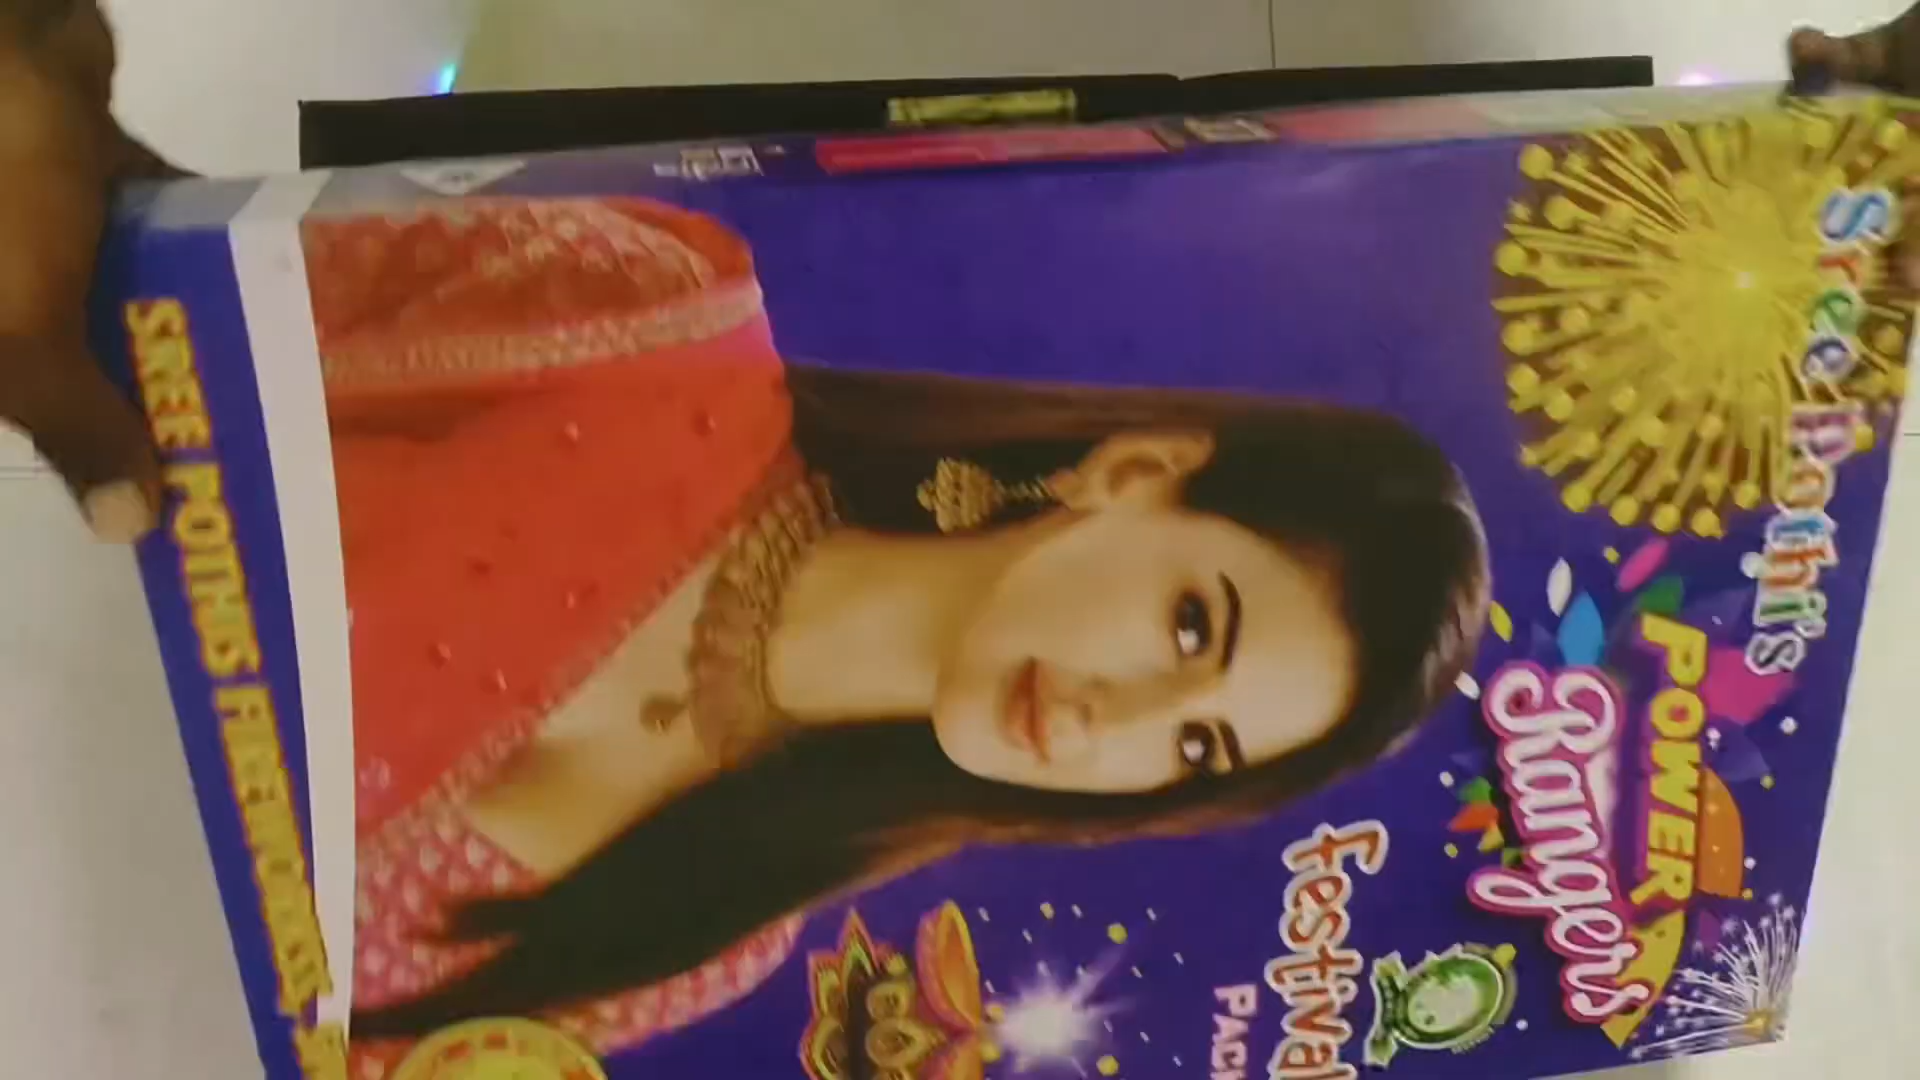 Sree Pothi's
POWER
Rangers
Festival
SREE POTHIS FIREWORKS